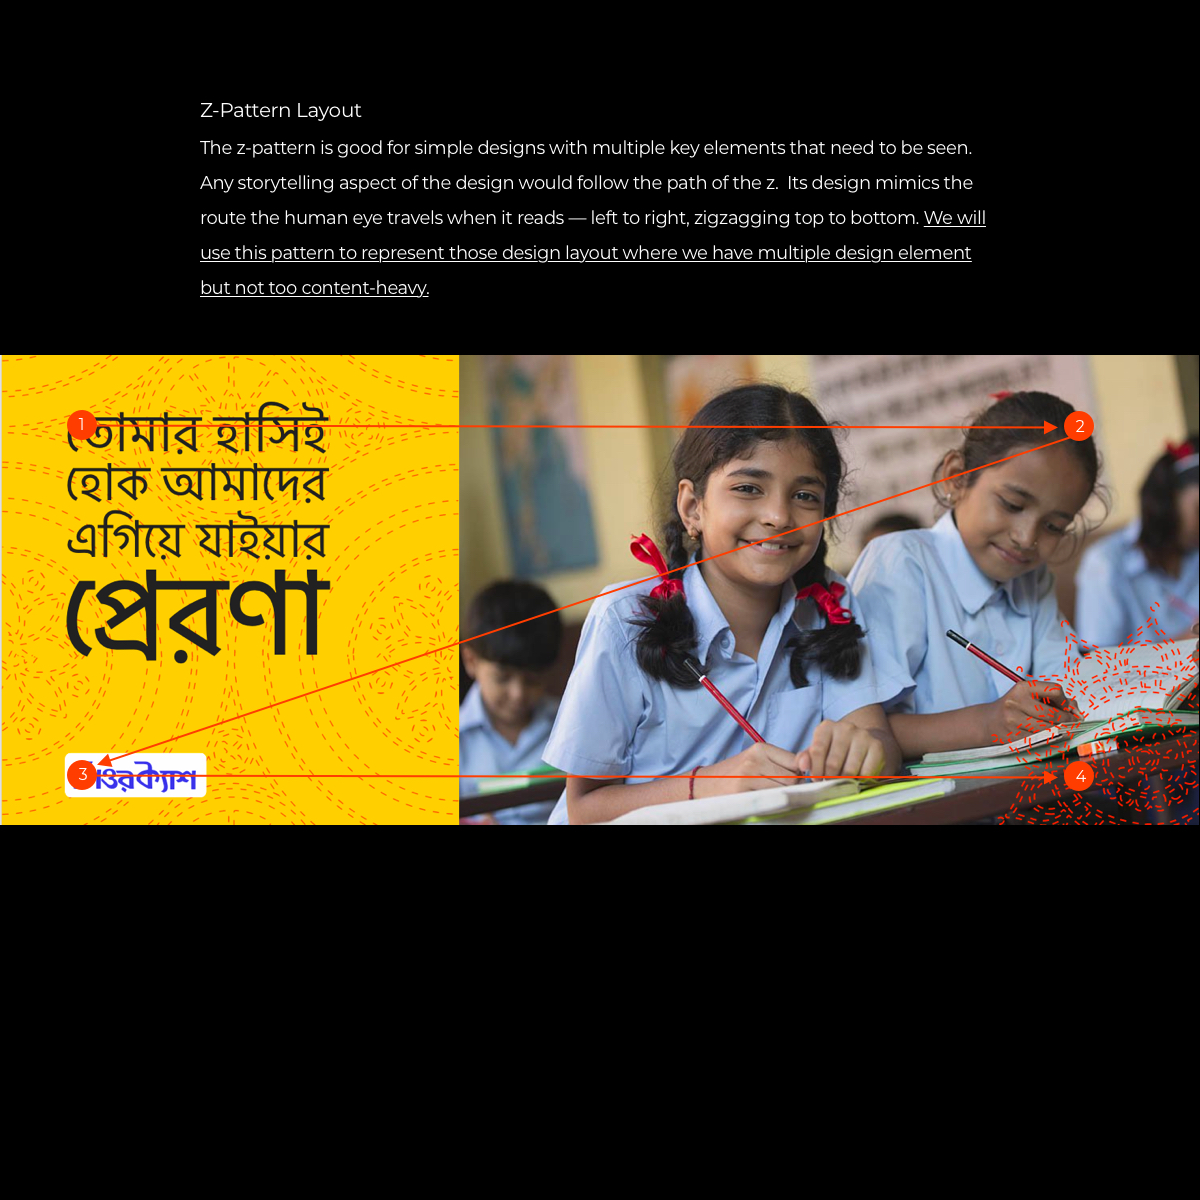 Z-Pattern Layout
The z-pattern is good for simple designs with multiple key elements that need to be seen.
Any storytelling aspect of the design would follow the path of the z.  Its design mimics the
route the human eye travels when it reads — left to right, zigzagging top to bottom. We will
use this pattern to represent those design layout where we have multiple design element
but not too content-heavy.
1
2
তোমার হাসিই
হোক আমাদের
এগিয়ে যাইয়ার
প্রেরণা
3
4